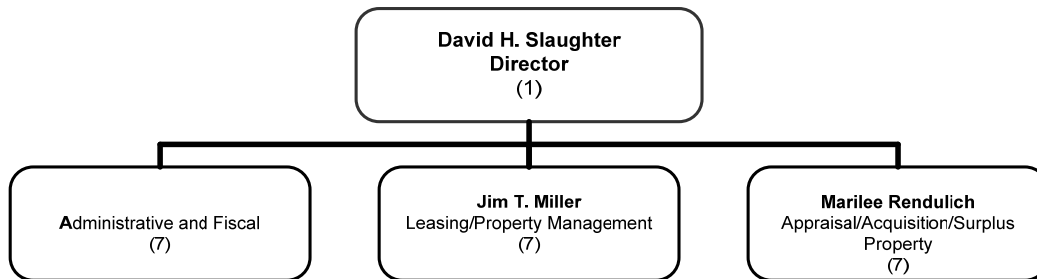 David H. Slaughter
Director
(1)
Administrative and Fiscal
(7)
Jim T. Miller
Leasing/Property Management
(7)
Marilee Rendulich
Appraisal/Acquisition/Surplus
Property
(7)